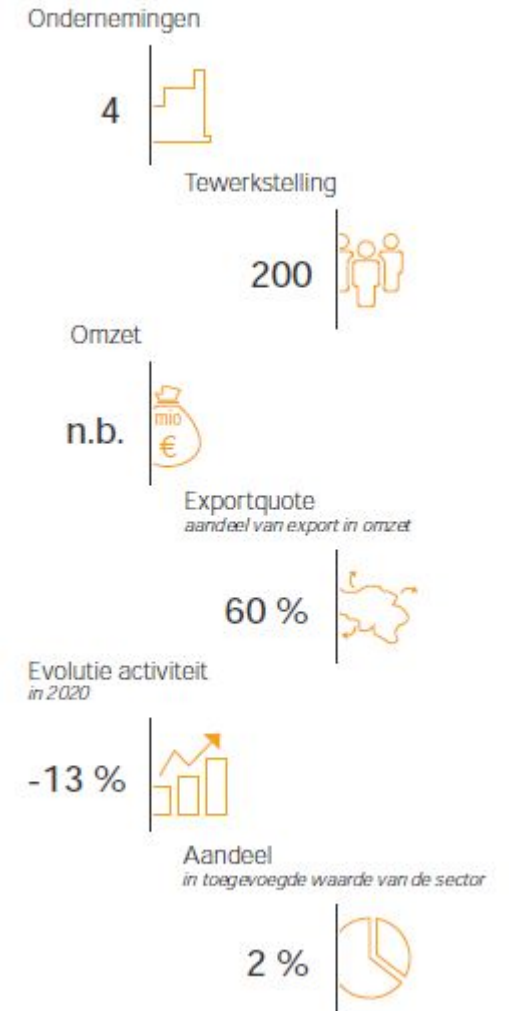 Ondernemingen
4
Tewerkstelling
200
Omzet
n.b.
mio
€
Exportquote
aandeel van export in omzet
60 %
Evolutie activiteit
in 2020
-13 %
Aandeel
in toegevoegde waarde van de sector
2 %